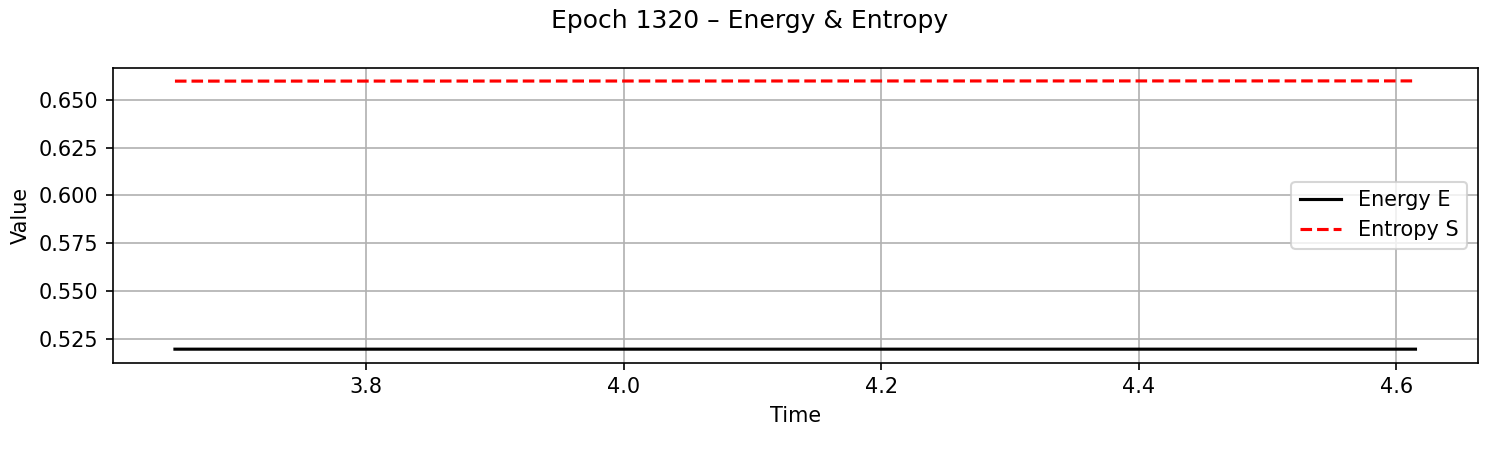 Epoch 1320 – Energy & Entropy
Value
0.650
0.625
0.600
0.575
0.550
0.525
Energy E
Entropy S
3.8 4.0 4.2 4.4 4.6
Time